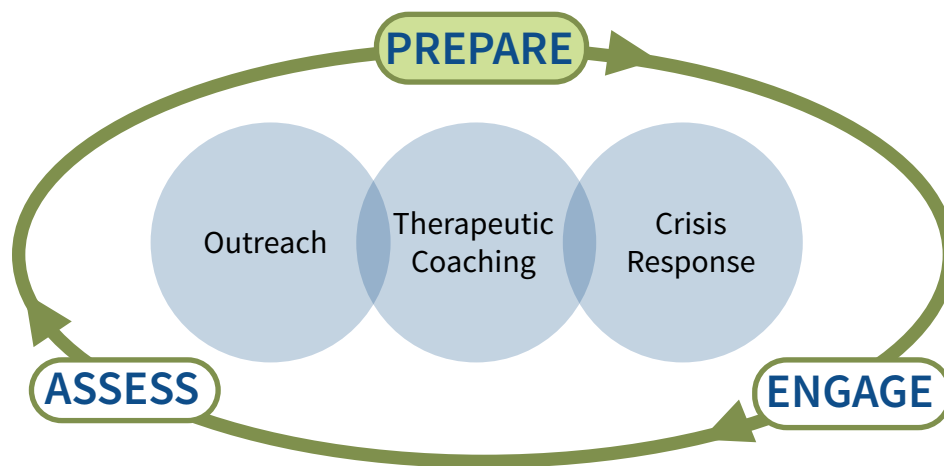 PREPARE
Outreach
Therapeutic
Coaching
Crisis
Response
ASSESS
ENGAGE